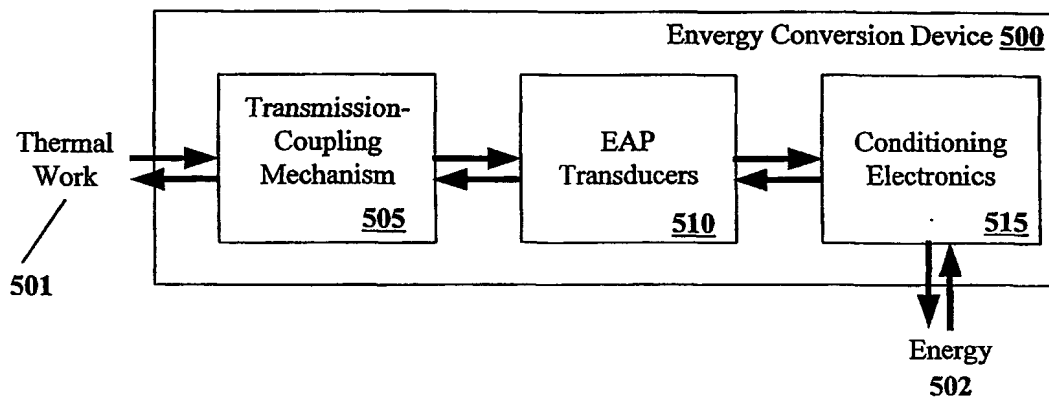 Envergy Conversion Device 500
Thermal
Work
501
Transmission-
Coupling
Mechanism
505
EAP
Transducers
510
Conditioning
Electronics
515
Energy
502